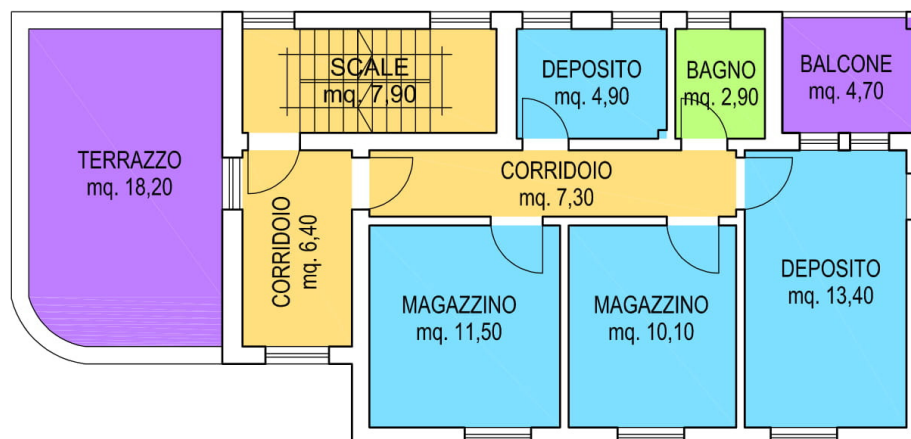 SCALE
mq. 7,90
DEPOSITO
mq. 4,90
BAGNO
mq. 2,90
BALCONE
mq. 4,70
TERRAZZO
mq. 18,20
CORRIDOIO
mq. 7,30
CORRIDOIO
mq. 6,40
MAGAZZINO
mq. 11,50
MAGAZZINO
mq. 10,10
DEPOSITO
mq. 13,40